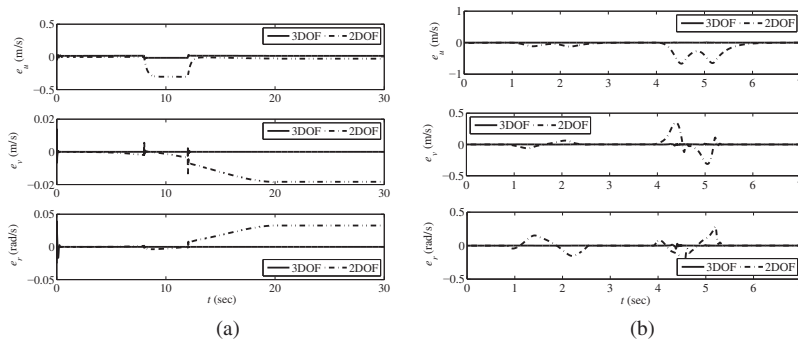 0.5
3DOF 2DOF
e_u (m/s)
0
−0.5
0 10 20 30
0.02
3DOF 2DOF
e_v (m/s)
0
−0.02
0 10 20 30
0.05
e_r (rad/s)
0
3DOF 2DOF
−0.05
0 10 20 30
t (sec)
(a)
1
3DOF 2DOF
e_u (m/s)
0
1
0 1 2 3 4 5 6 7
0.5
3DOF 2DOF
e_v (m/s)
0
−0.5
0 1 2 3 4 5 6 7
0.5
e_r (rad/s)
0
3DOF 2DOF
−0.5
0 1 2 3 4 5 6 7
t (sec)
(b)